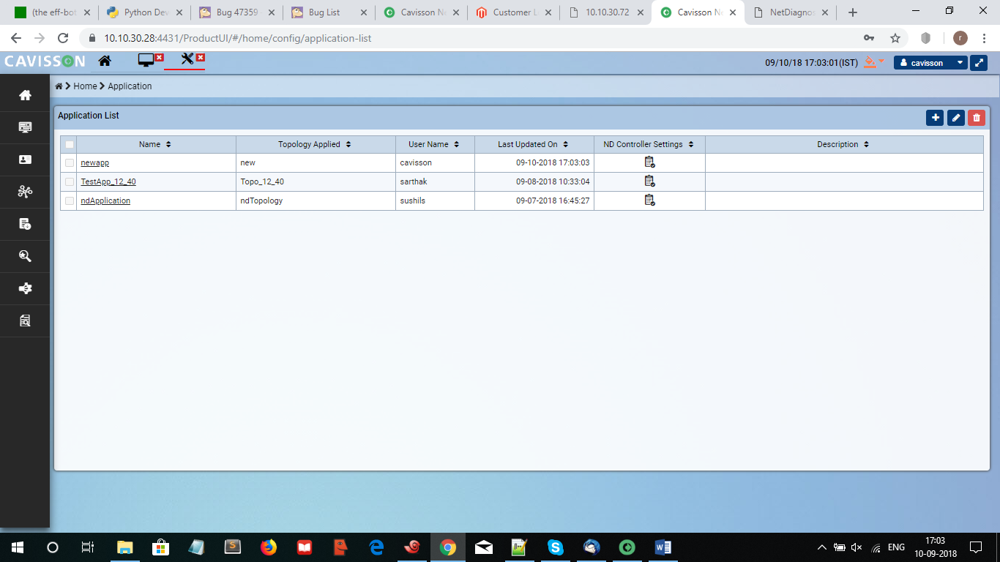 (the eff-bot
Python Dev
Bug 47359
Bug List
Cavisson Ne
Customer L
10.10.30.72
Cavisson Ne
NetDiagnos
10.10.30.28:4431/ProductUI/#/home/config/application-list
r
CAVISSON
09/10/18 17:03:01(IST)
cavisson
Home
Application
Application List
Name
Topology Applied
User Name
Last Updated On
ND Controller Settings
Description
newapp
new
cavisson
09-10-2018 17:03:03
TestApp_12_40
Topo_12_40
sarthak
09-08-2018 10:33:04
ndApplication
ndTopology
sushils
09-07-2018 16:45:27
ENG
17:03
10-09-2018